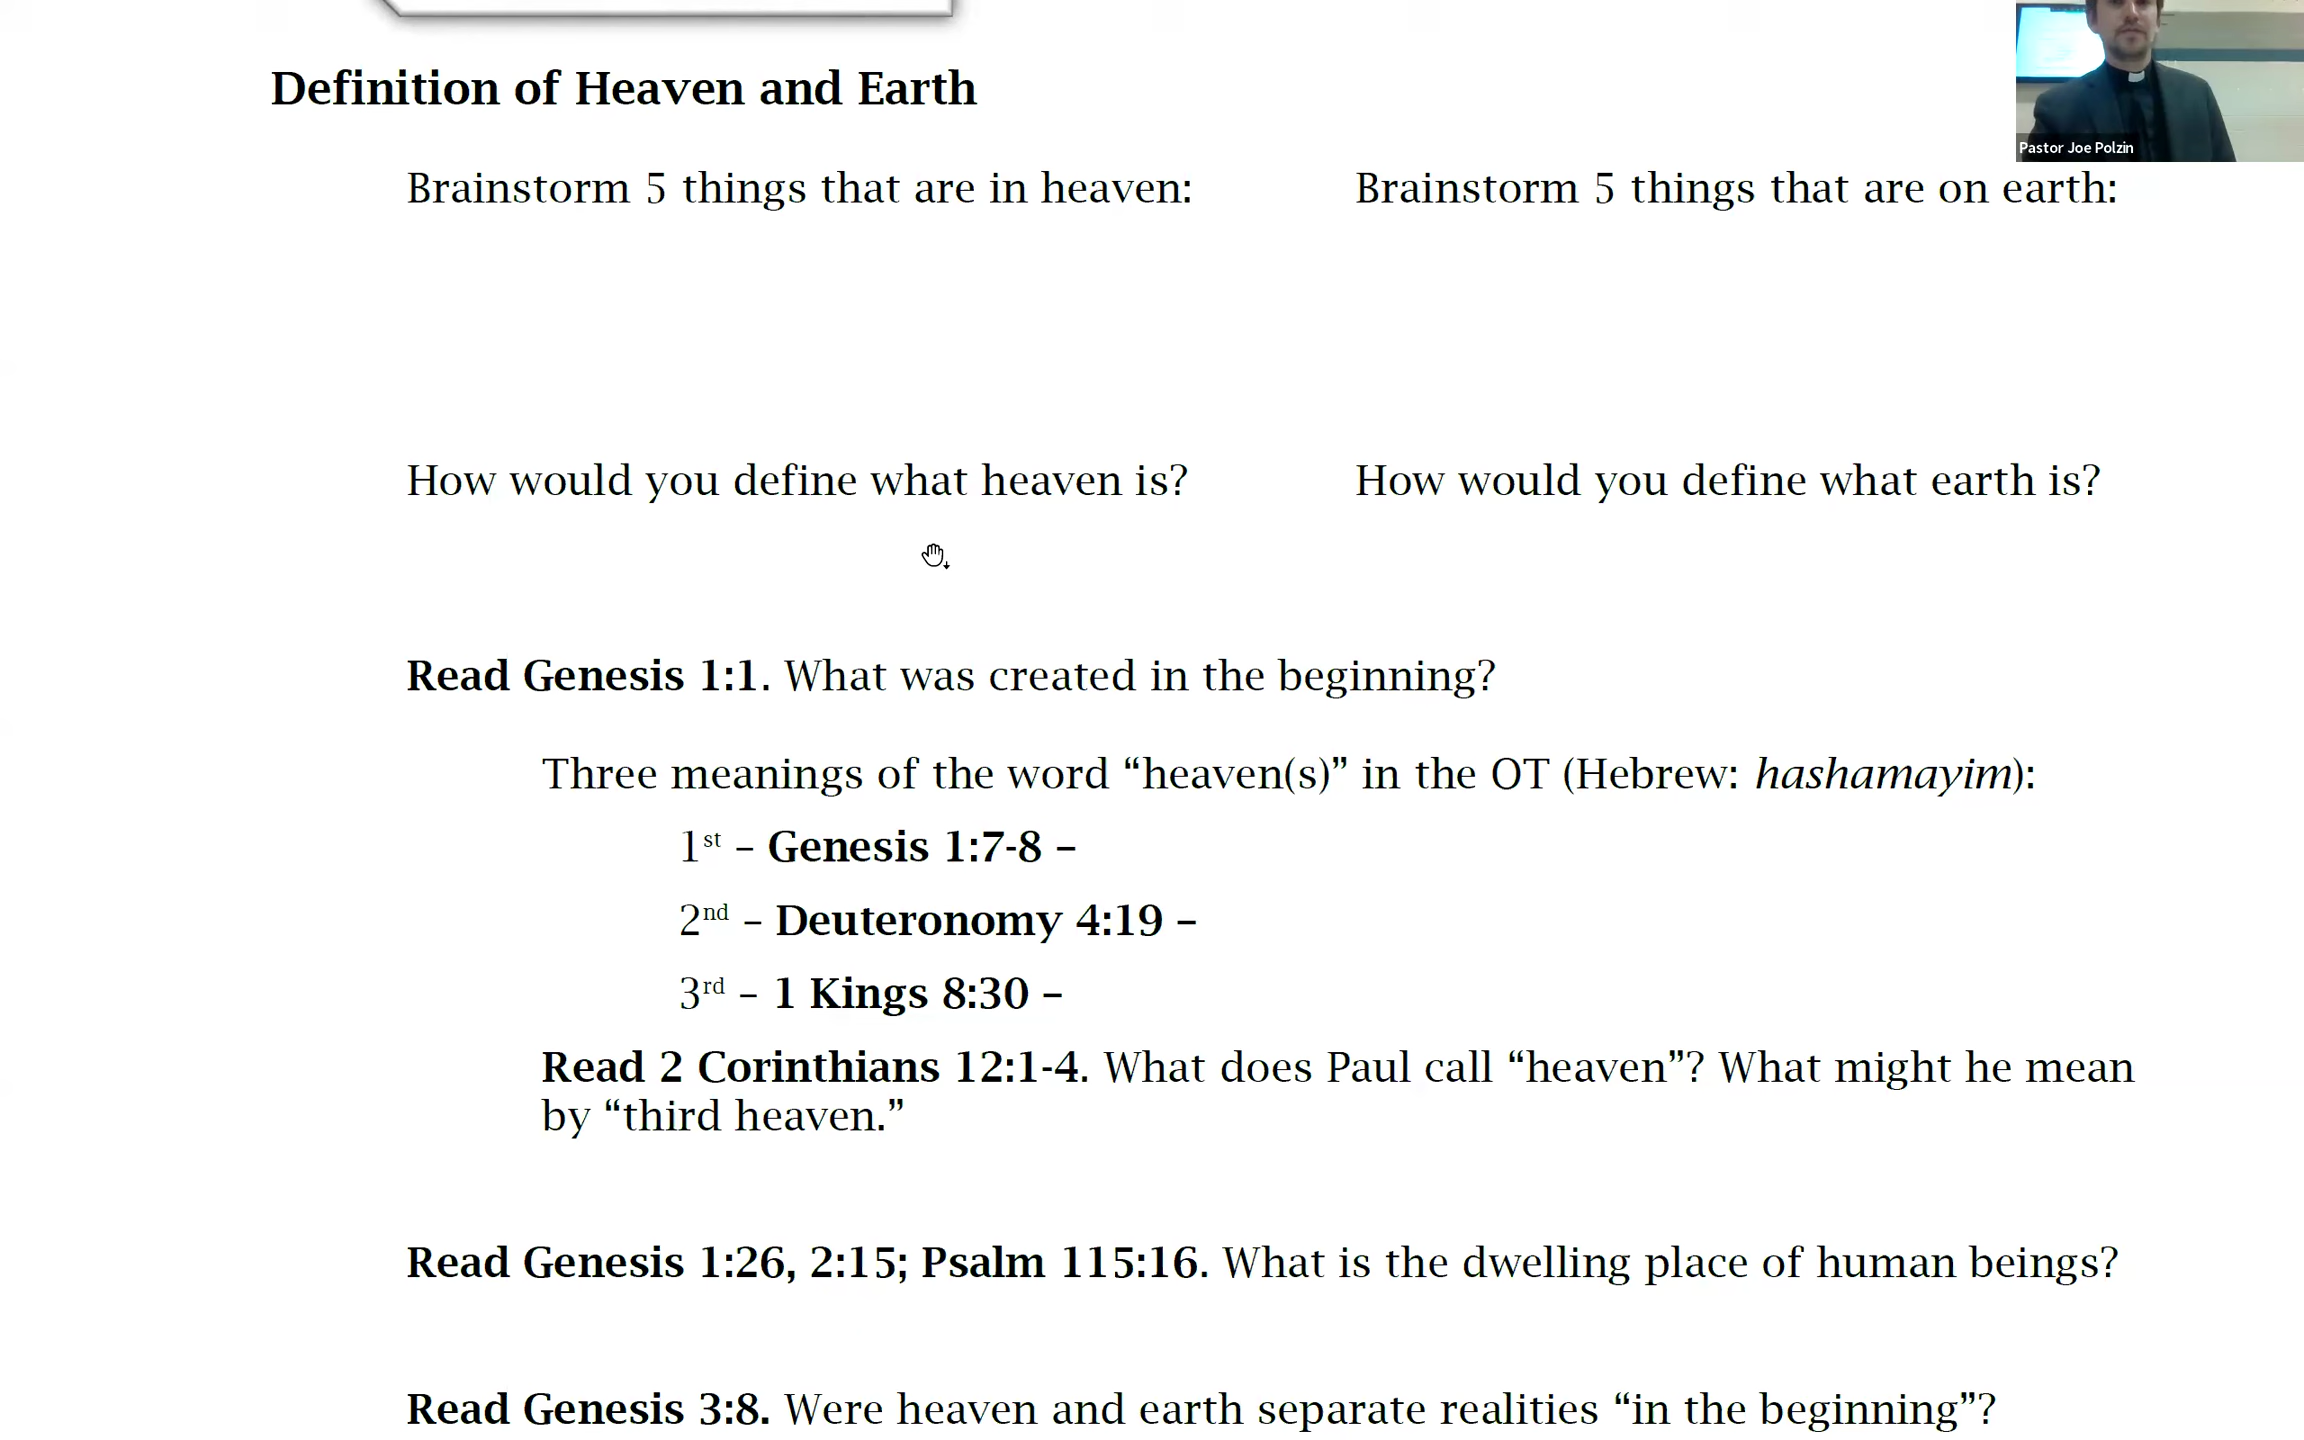 Definition of Heaven and Earth
Pastor Joe Polzin
Brainstorm 5 things that are in heaven:
Brainstorm 5 things that are on earth:
How would you define what heaven is?
How would you define what earth is?
Read Genesis 1:1. What was created in the beginning?
Three meanings of the word “heaven(s)” in the OT (Hebrew: hashamayim):
1st – Genesis 1:7-8 –
2nd – Deuteronomy 4:19 –
3rd – 1 Kings 8:30 –
Read 2 Corinthians 12:1-4. What does Paul call “heaven”? What might he mean
by “third heaven.”
Read Genesis 1:26, 2:15; Psalm 115:16. What is the dwelling place of human beings?
Read Genesis 3:8. Were heaven and earth separate realities “in the beginning”?